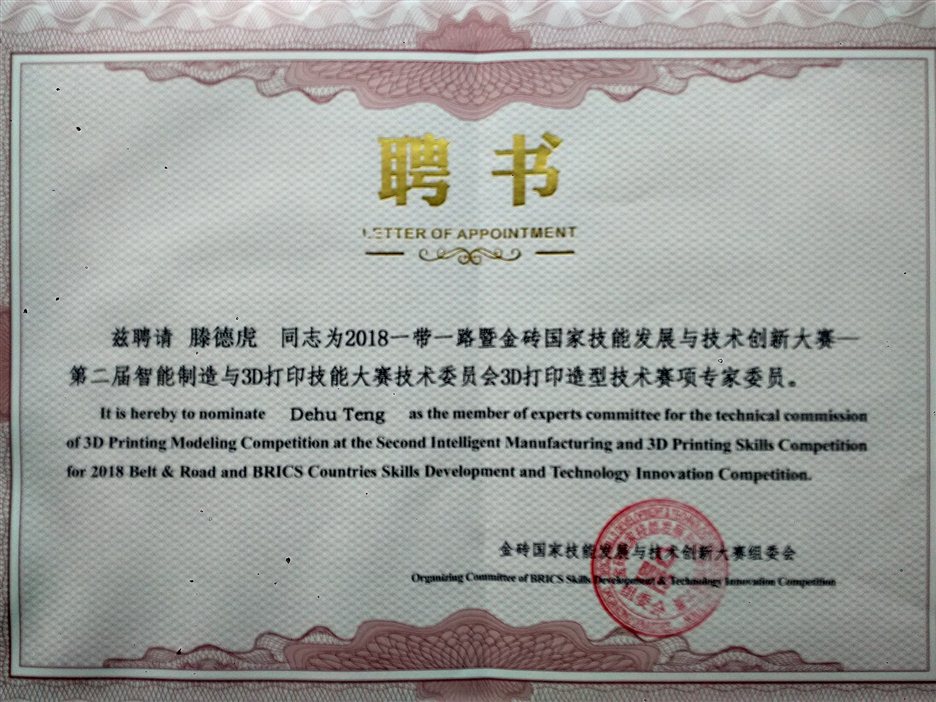 聘书
LETTER OF APPOINTMENT
兹聘请 滕德虎 同志为2018一带一路暨金砖国家技能发展与技术创新大赛—
第二届智能制造与3D打印技能大赛技术委员会3D打印造型技术赛项专家委员。
It is hereby to nominate Dehu Teng as the member of experts committee for the technical commission
of 3D Printing Modeling Competition at the Second Intelligent Manufacturing and 3D Printing Skills Competition
for 2018 Belt & Road and BRICS Countries Skills Development and Technology Innovation Competition.
金砖国家技能发展与技术创新大赛组委会
Organizing Committee of BRICS Skills Development & Technology Innovation Competition
组委会